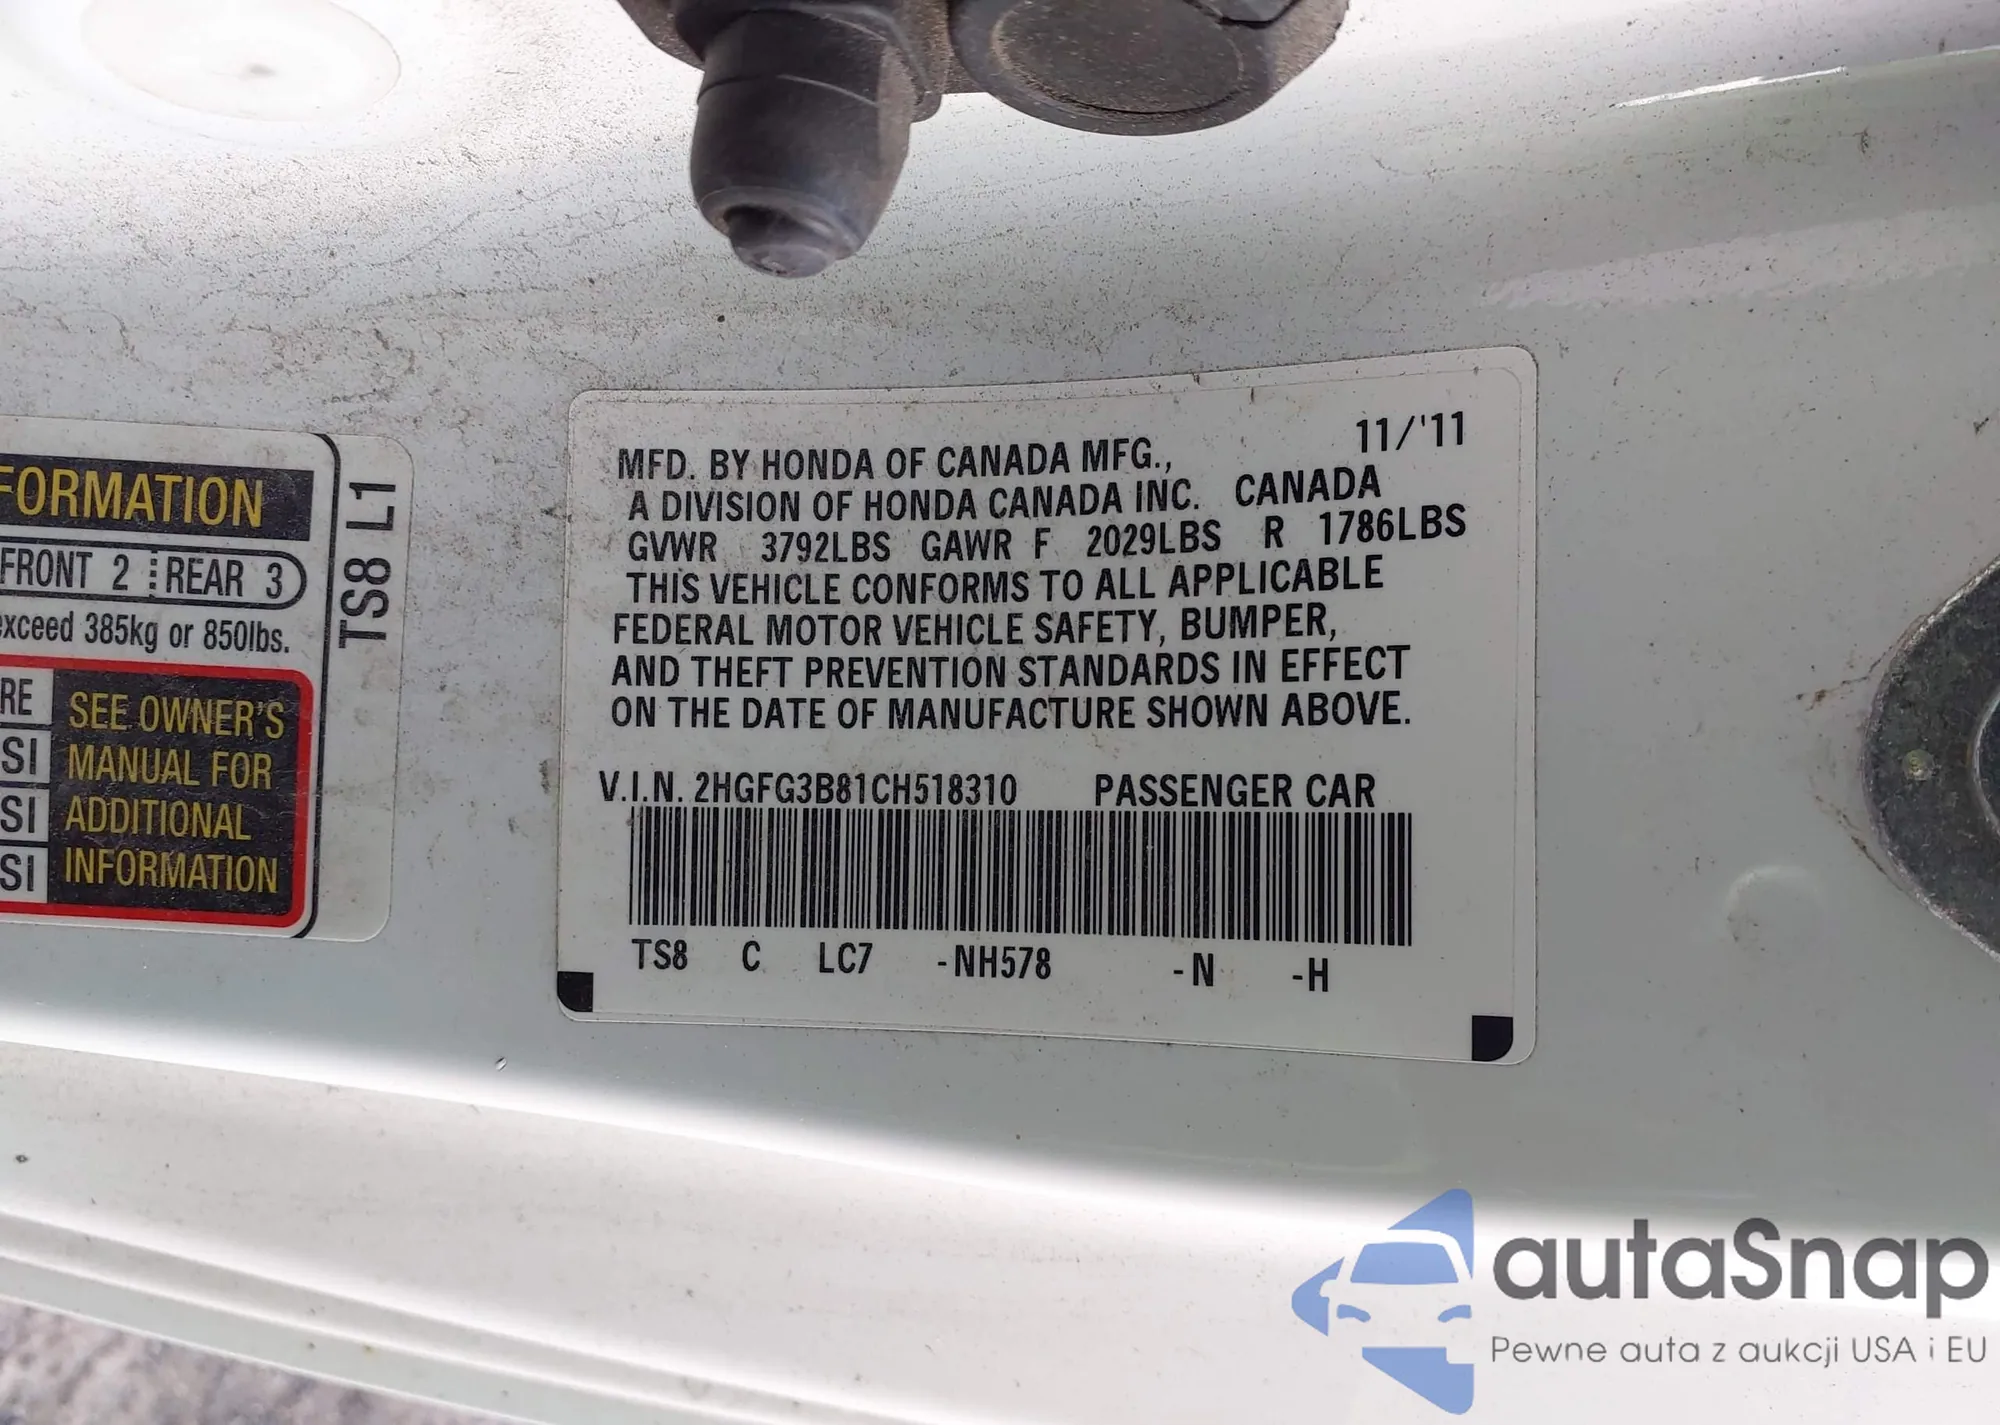 FORMATION
FRONT 2 REAR 3
exceed 385kg or 850lbs.
RE
SI
SI
SI
SEE OWNER'S
MANUAL FOR
ADDITIONAL
INFORMATION
TS8 L1
11/'11
MFD. BY HONDA OF CANADA MFG.,
A DIVISION OF HONDA CANADA INC. CANADA
GVWR 3792LBS GAWR F 2029LBS R 1786LBS
THIS VEHICLE CONFORMS TO ALL APPLICABLE
FEDERAL MOTOR VEHICLE SAFETY, BUMPER,
AND THEFT PREVENTION STANDARDS IN EFFECT
ON THE DATE OF MANUFACTURE SHOWN ABOVE.
V.I.N. 2HGFG3B81CH518310 PASSENGER CAR
TS8 C LC7 -NH578 -N -H
autaSnap
Pewne auta z aukcji USA i EU